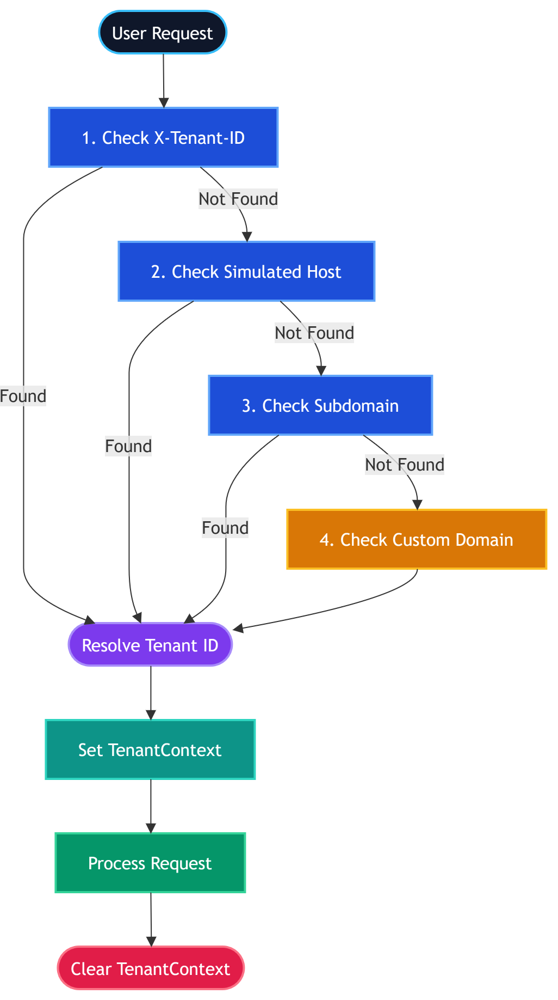 User Request
1. Check X-Tenant-ID
Not Found
2. Check Simulated Host
Not Found
Found
3. Check Subdomain
Found
Not Found
Found
4. Check Custom Domain
Resolve Tenant ID
Set TenantContext
Process Request
Clear TenantContext